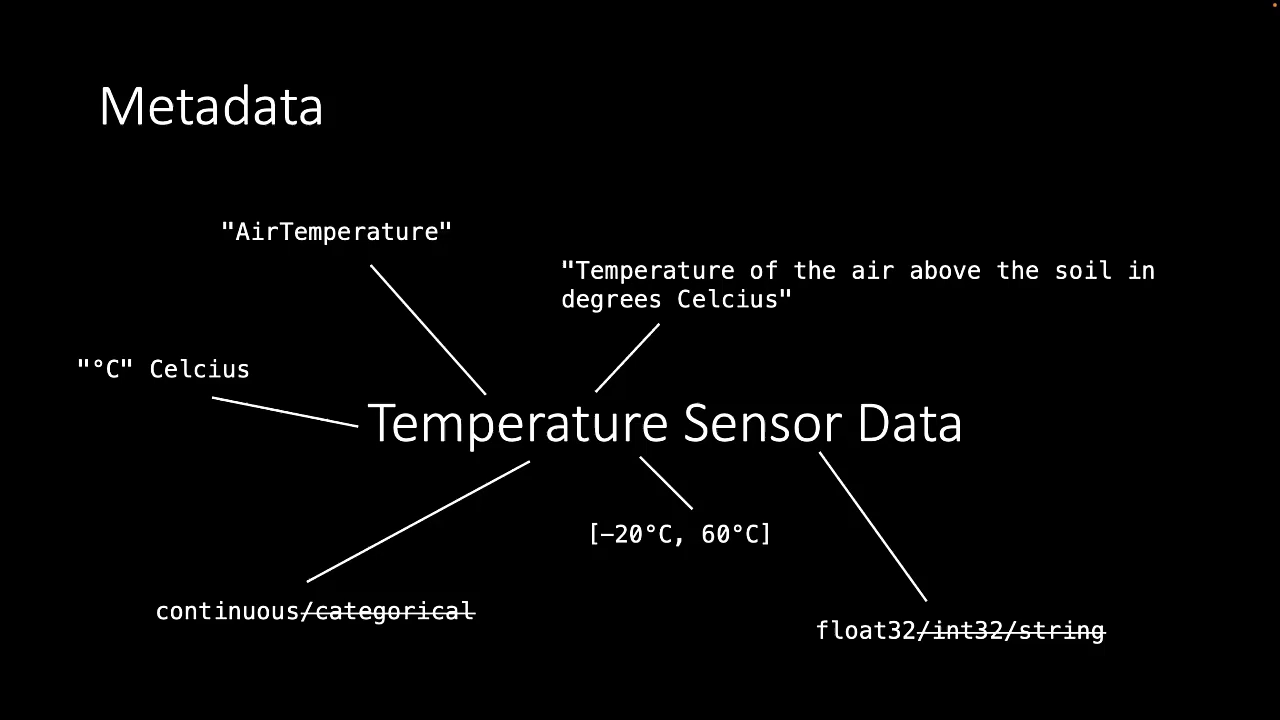 Metadata
"AirTemperature"
"Temperature of the air above the soil in
degrees Celcius"
"°C" Celcius
Temperature Sensor Data
[−20°C, 60°C]
continuous/categorical
float32/int32/string